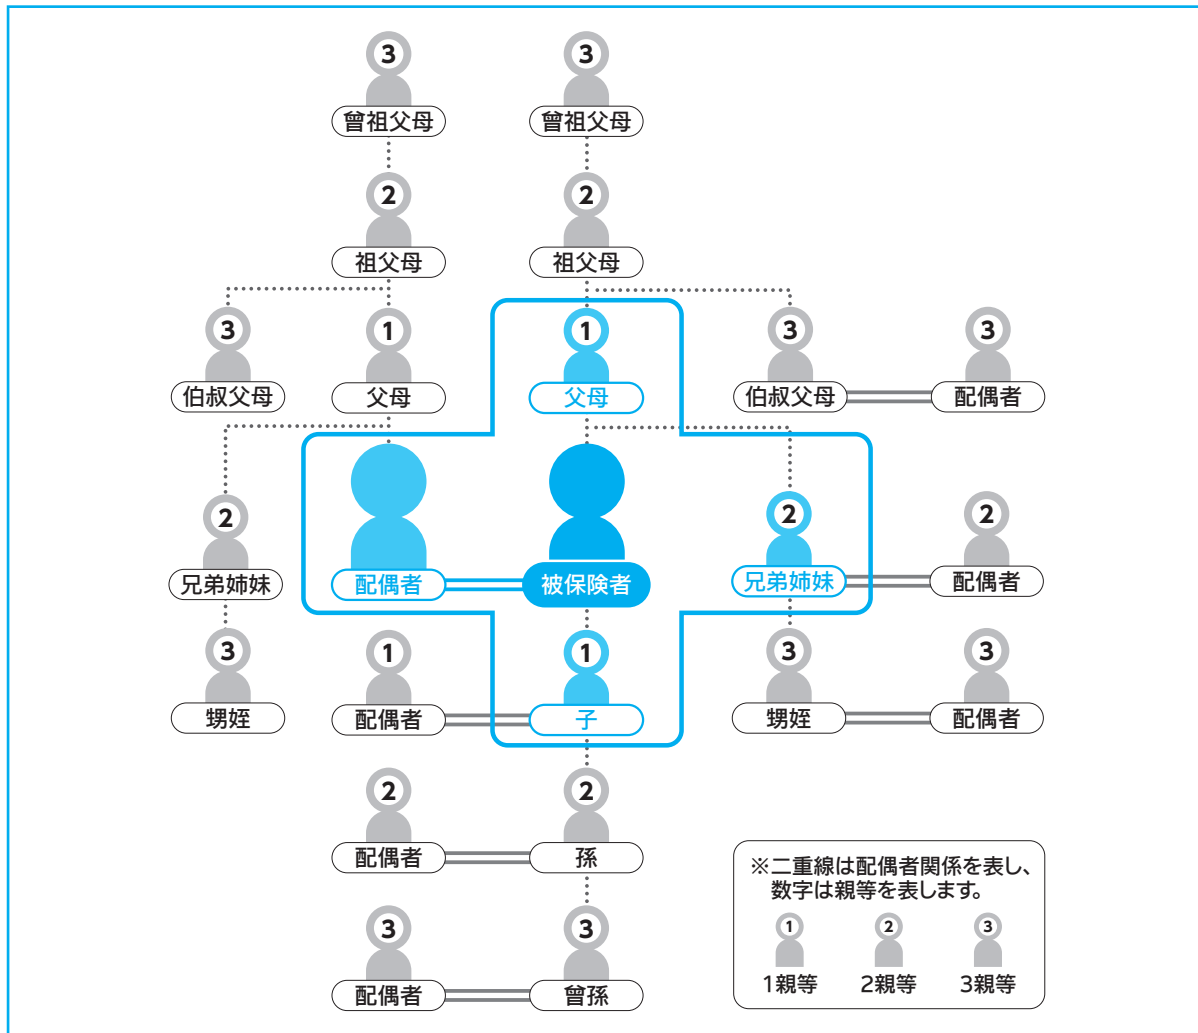 3 3
曾祖父母 曾祖父母
2 2
祖父母 祖父母
3 1 1 3 3
伯叔父母 父母 父母 伯叔父母 配偶者
2 2 2
兄弟姉妹 配偶者 被保険者 兄弟姉妹 配偶者
3 1 1 3 3
甥姪 配偶者 子 甥姪 配偶者
2 2
配偶者 孫
3 3
配偶者 曾孫
※二重線は配偶者関係を表し、
数字は親等を表します。
1 2 3
1親等 2親等 3親等